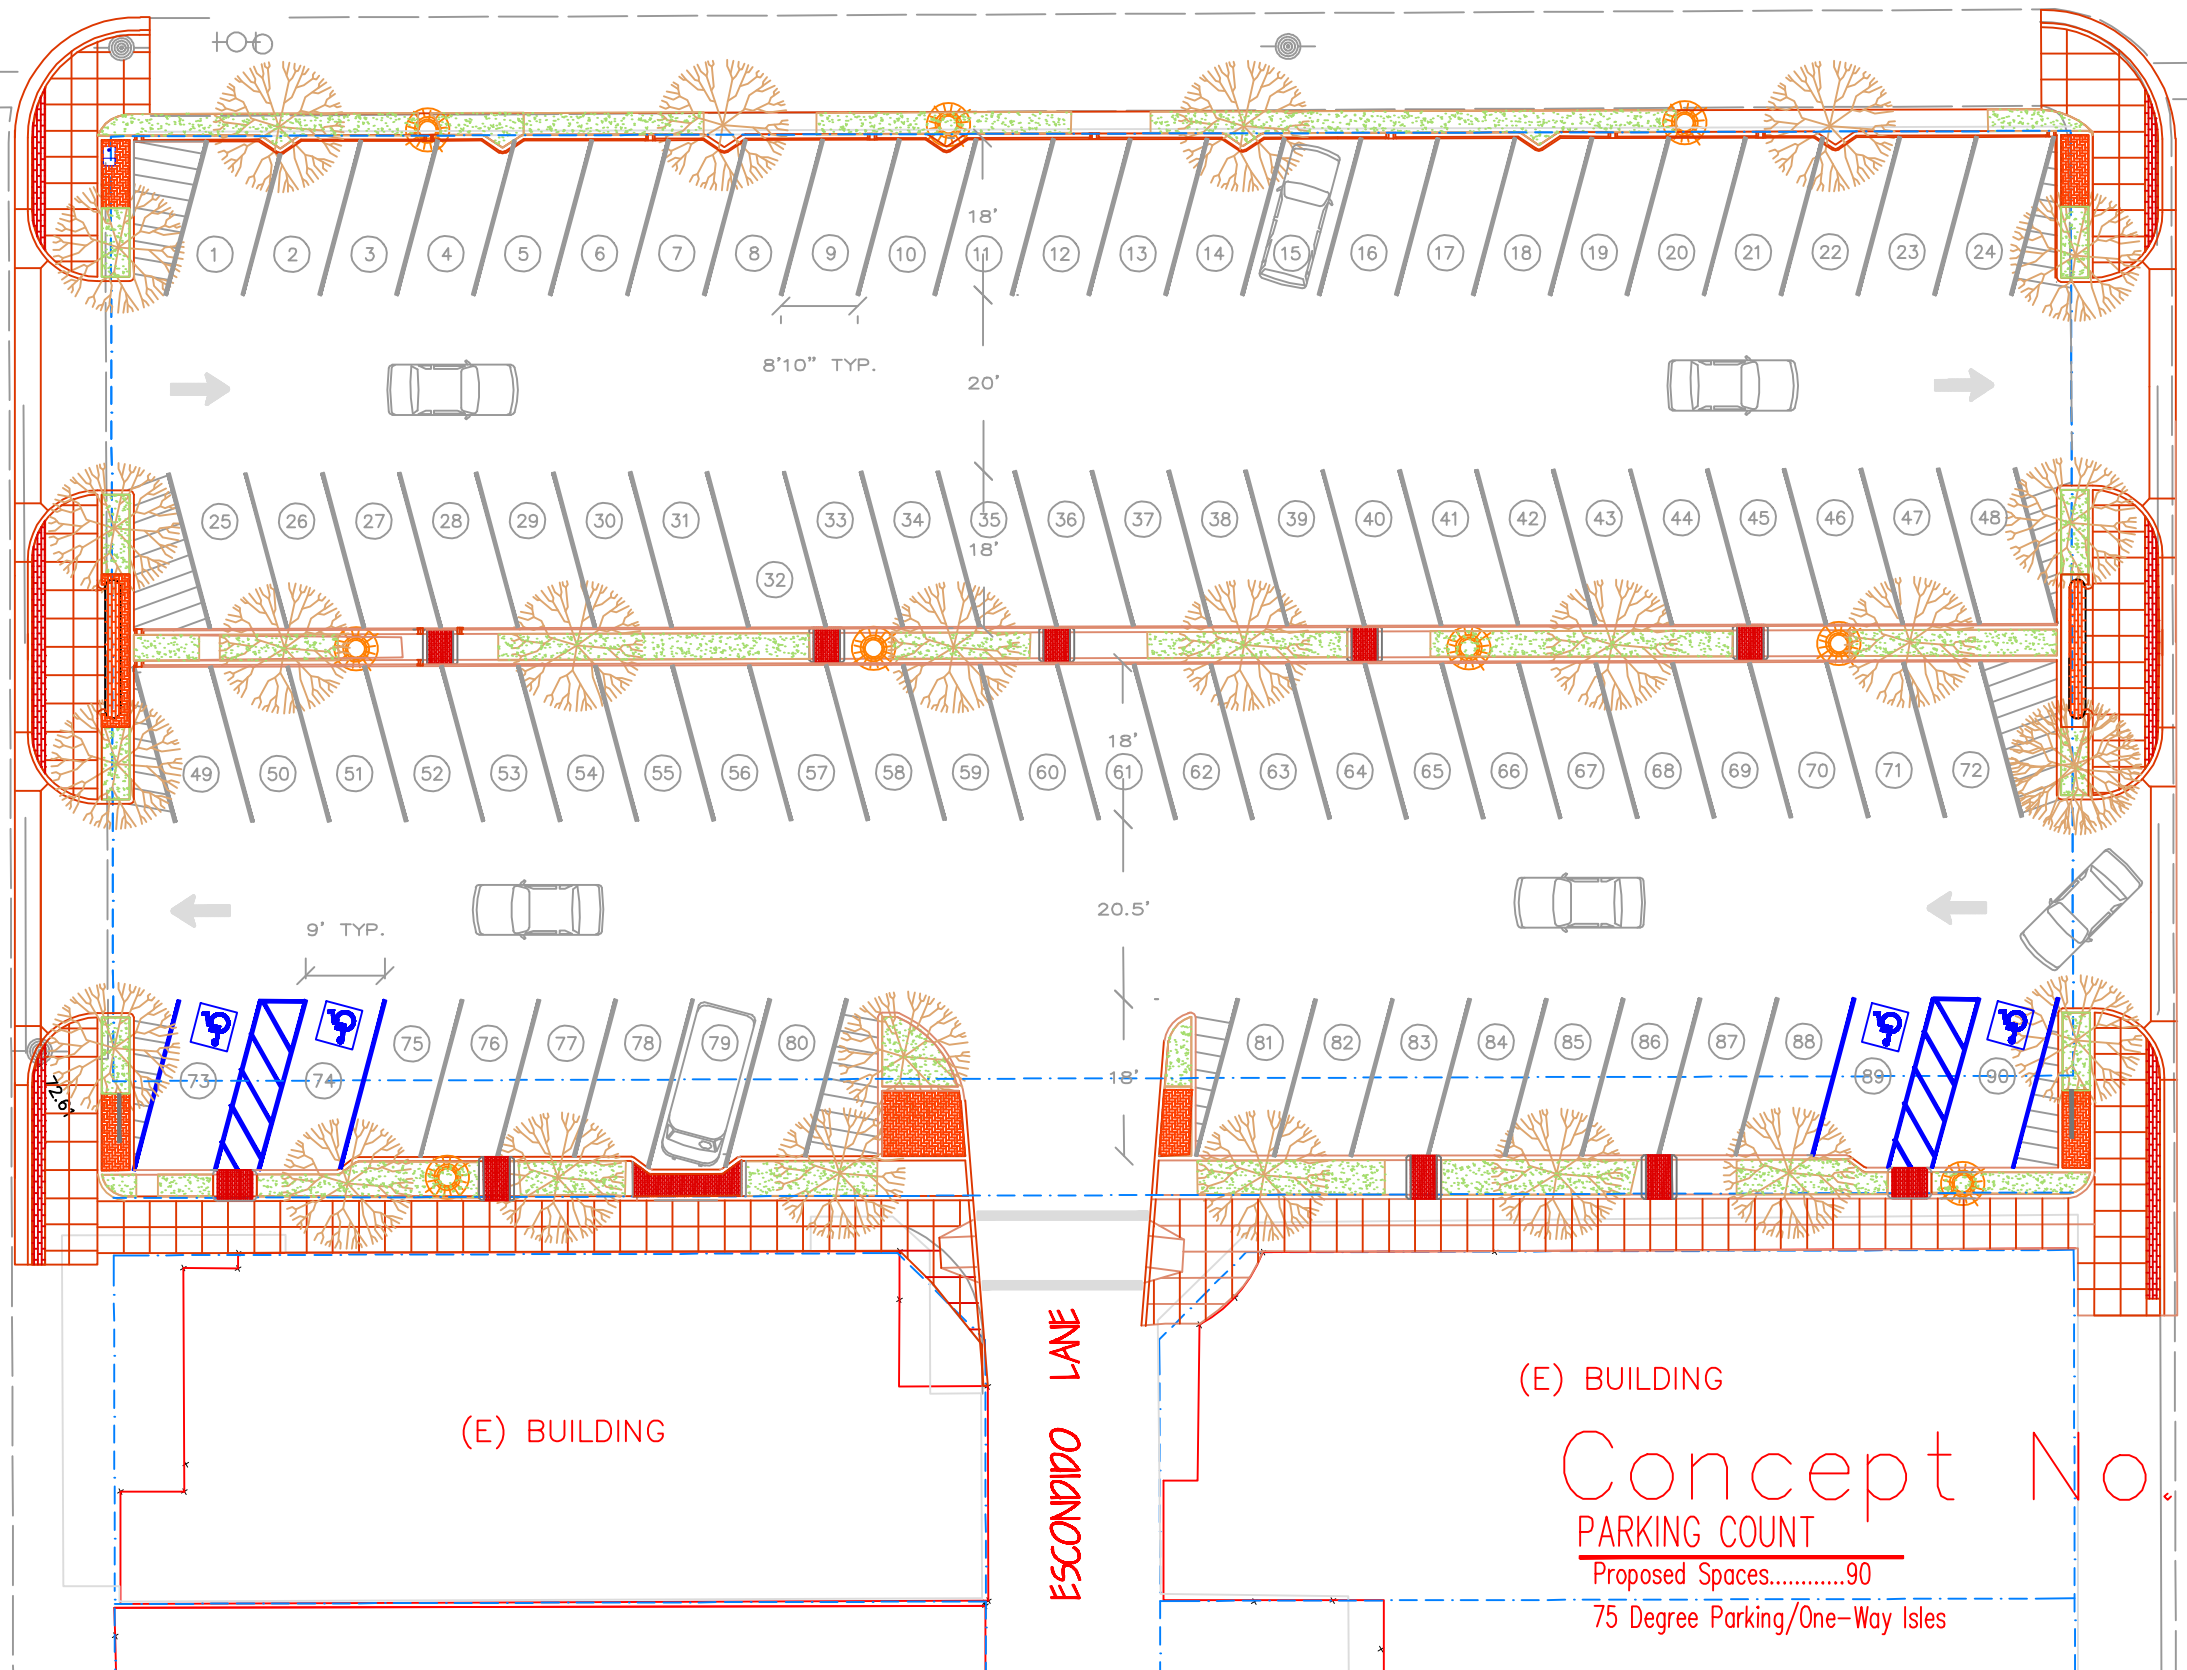 1 2 3 4 5 6 7 8 9 10 11 12 13 14 15 16 17 18 19 20 21 22 23 24
18'
8'10" TYP.
20'
25 26 27 28 29 30 31 32 33 34 35 36 37 38 39 40 41 42 43 44 45 46 47 48
18'
18'
49 50 51 52 53 54 55 56 57 58 59 60 61 62 63 64 65 66 67 68 69 70 71 72
20.5'
9' TYP.
73 74 75 76 77 78 79 80 81 82 83 84 85 86 87 88 89 90
18'
72.6'
ESCONDIDO LANE
(E) BUILDING
(E) BUILDING
Concept No.
PARKING COUNT
Proposed Spaces............90
75 Degree Parking/One-Way Isles